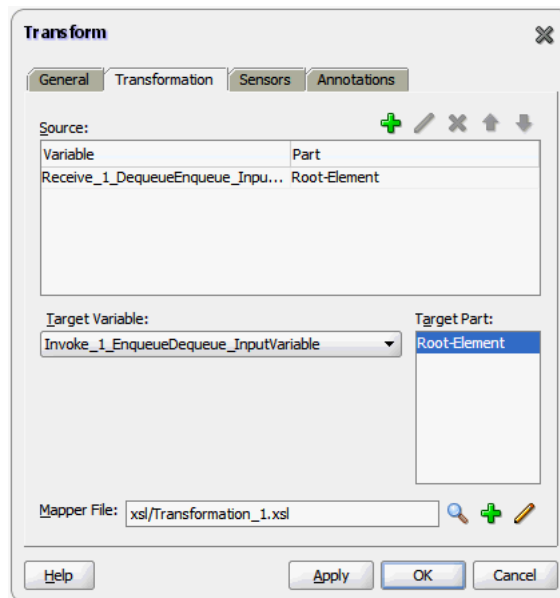 Transform
General Transformation Sensors Annotations
Source:
Variable Part
Receive_1_DequeueEnqueue_Inpu... Root-Element
Target Variable: Target Part:
Invoke_1_EnqueueDequeue_InputVariable Root-Element
Mapper File: xsl/Transformation_1.xsl
Help Apply OK Cancel